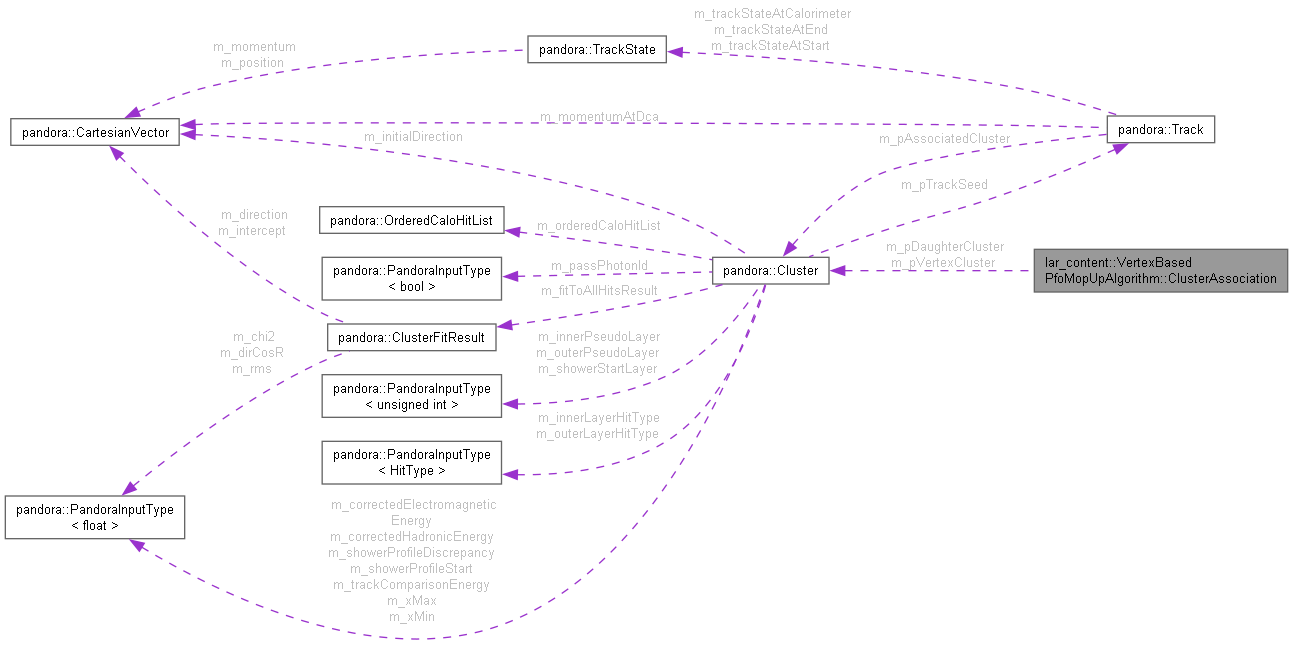 m_trackStateAtCalorimeter
m_trackStateAtEnd
m_trackStateAtStart
pandora::TrackState
m_momentum
m_position
pandora::CartesianVector
m_momentumAtDca
pandora::Track
m_initialDirection
m_pAssociatedCluster
m_pTrackSeed
pandora::OrderedCaloHitList
m_orderedCaloHitList
m_direction
m_intercept
m_pDaughterCluster
m_pVertexCluster
lar_content::VertexBased
PfoMopUpAlgorithm::ClusterAssociation
pandora::Cluster
pandora::PandoraInputType
< bool >
m_passPhotonId
m_fitToAllHitsResult
pandora::ClusterFitResult
m_chi2
m_dirCosR
m_rms
m_innerPseudoLayer
m_outerPseudoLayer
m_showerStartLayer
pandora::PandoraInputType
< unsigned int >
m_innerLayerHitType
m_outerLayerHitType
pandora::PandoraInputType
< HitType >
pandora::PandoraInputType
< float >
m_correctedElectromagnetic
Energy
m_correctedHadronicEnergy
m_showerProfileDiscrepancy
m_showerProfileStart
m_trackComparisonEnergy
m_xMax
m_xMin